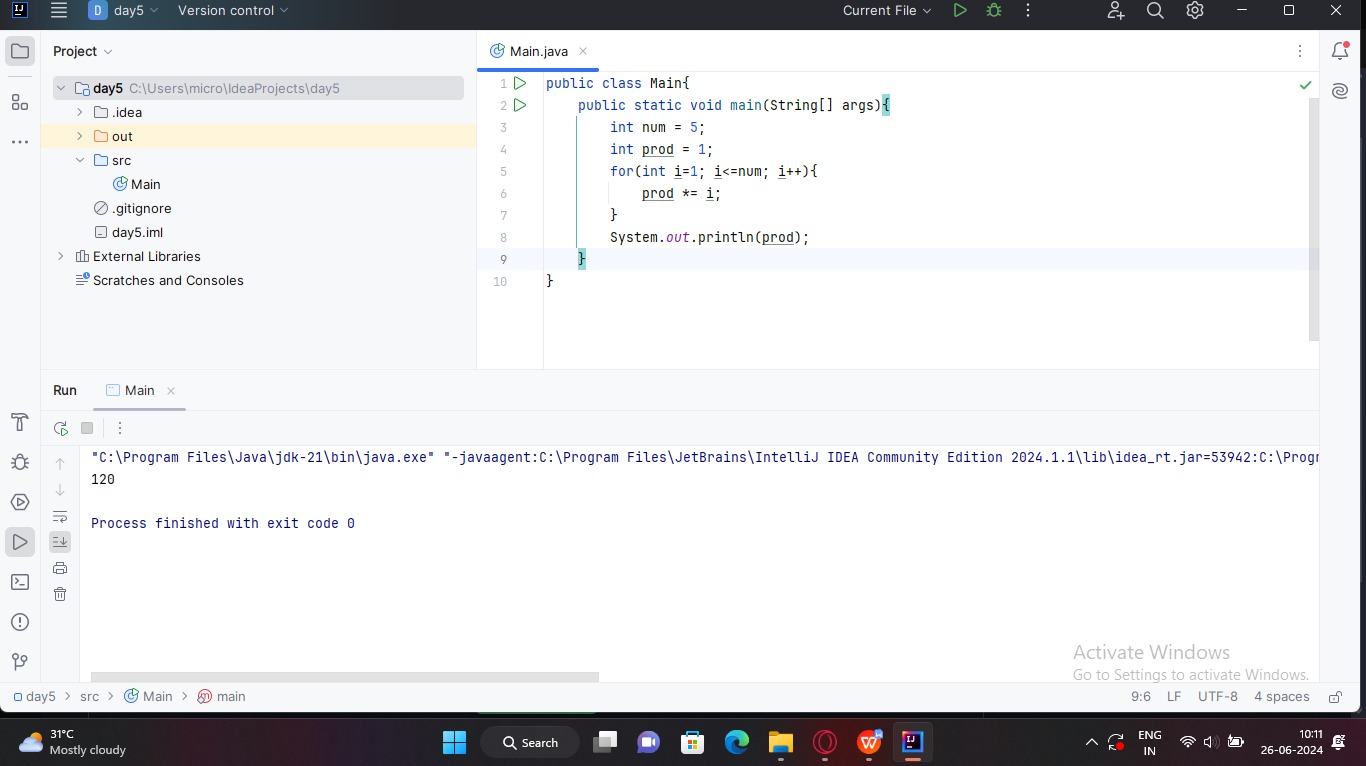 IJ
D day5 Version control Current File
Project
Main.java
day5 C:\Users\micro\IdeaProjects\day5
.idea
out
src
Main
.gitignore
day5.iml
External Libraries
Scratches and Consoles
1 public class Main{
2 public static void main(String[] args){
3 int num = 5;
4 int prod = 1;
5 for(int i=1; i<=num; i++){
6 prod *= i;
7 }
8 System.out.println(prod);
9 }
10 }
Run Main
"C:\Program Files\Java\jdk-21\bin\java.exe" "-javaagent:C:\Program Files\JetBrains\IntelliJ IDEA Community Edition 2024.1.1\lib\idea_rt.jar=53942:C:\Progr
120
Process finished with exit code 0
Activate Windows
Go to Settings to activate Windows.
day5 > src > Main > main 9:6 LF UTF-8 4 spaces
31°C
Mostly cloudy
Search
ENG
IN
10:11
26-06-2024